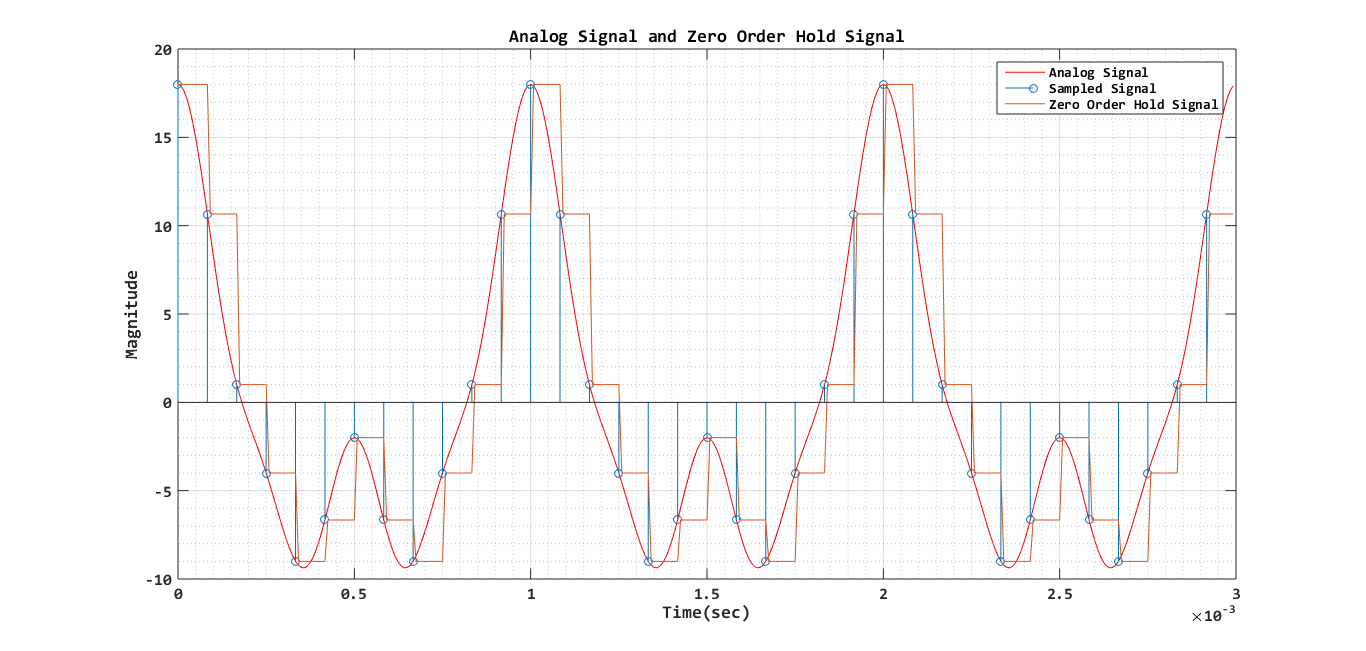 Analog Signal and Zero Order Hold Signal
Analog Signal
Sampled Signal
Zero Order Hold Signal
Magnitude
20
15
10
5
0
-5
-10
0 0.5 1 1.5 2 2.5 3
Time(sec)
×10⁻³